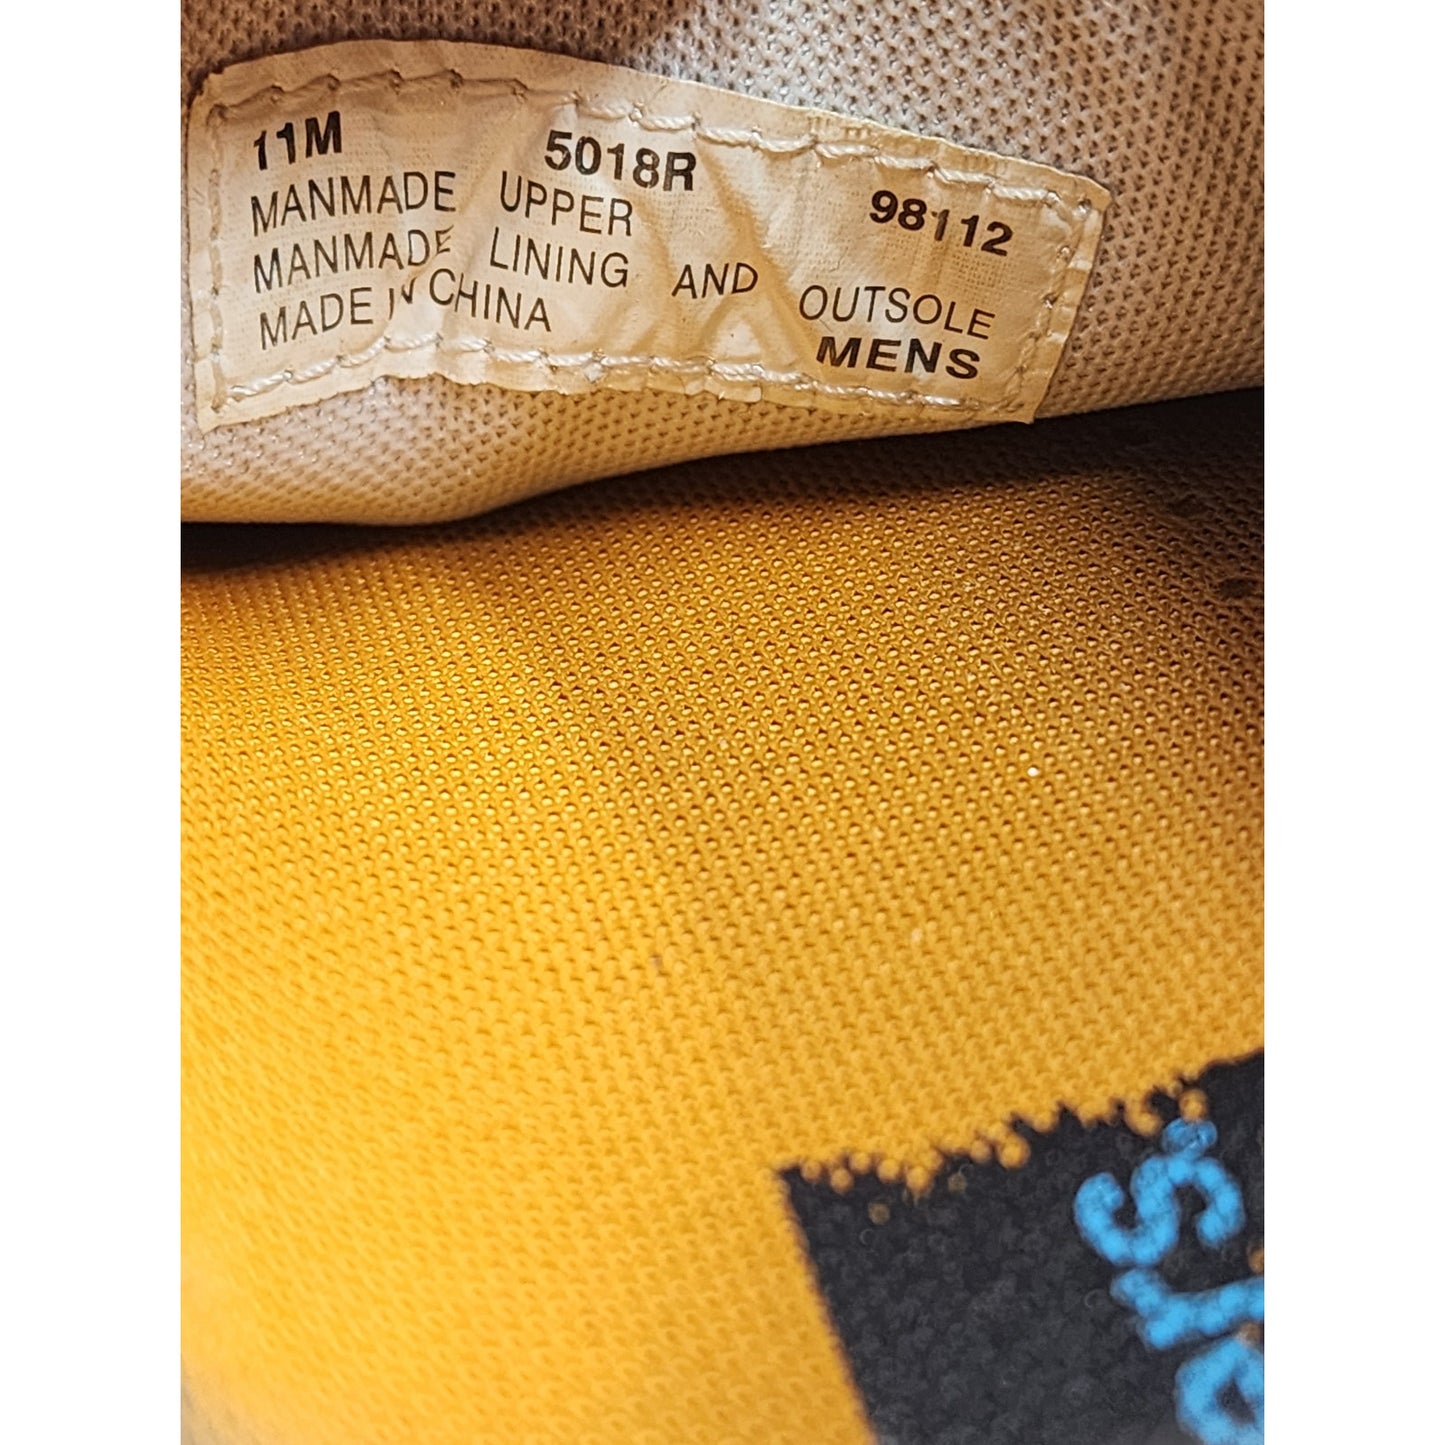 11M 5018R 98112
MANMADE UPPER
MANMADE LINING AND OUTSOLE
MADE IN CHINA MENS